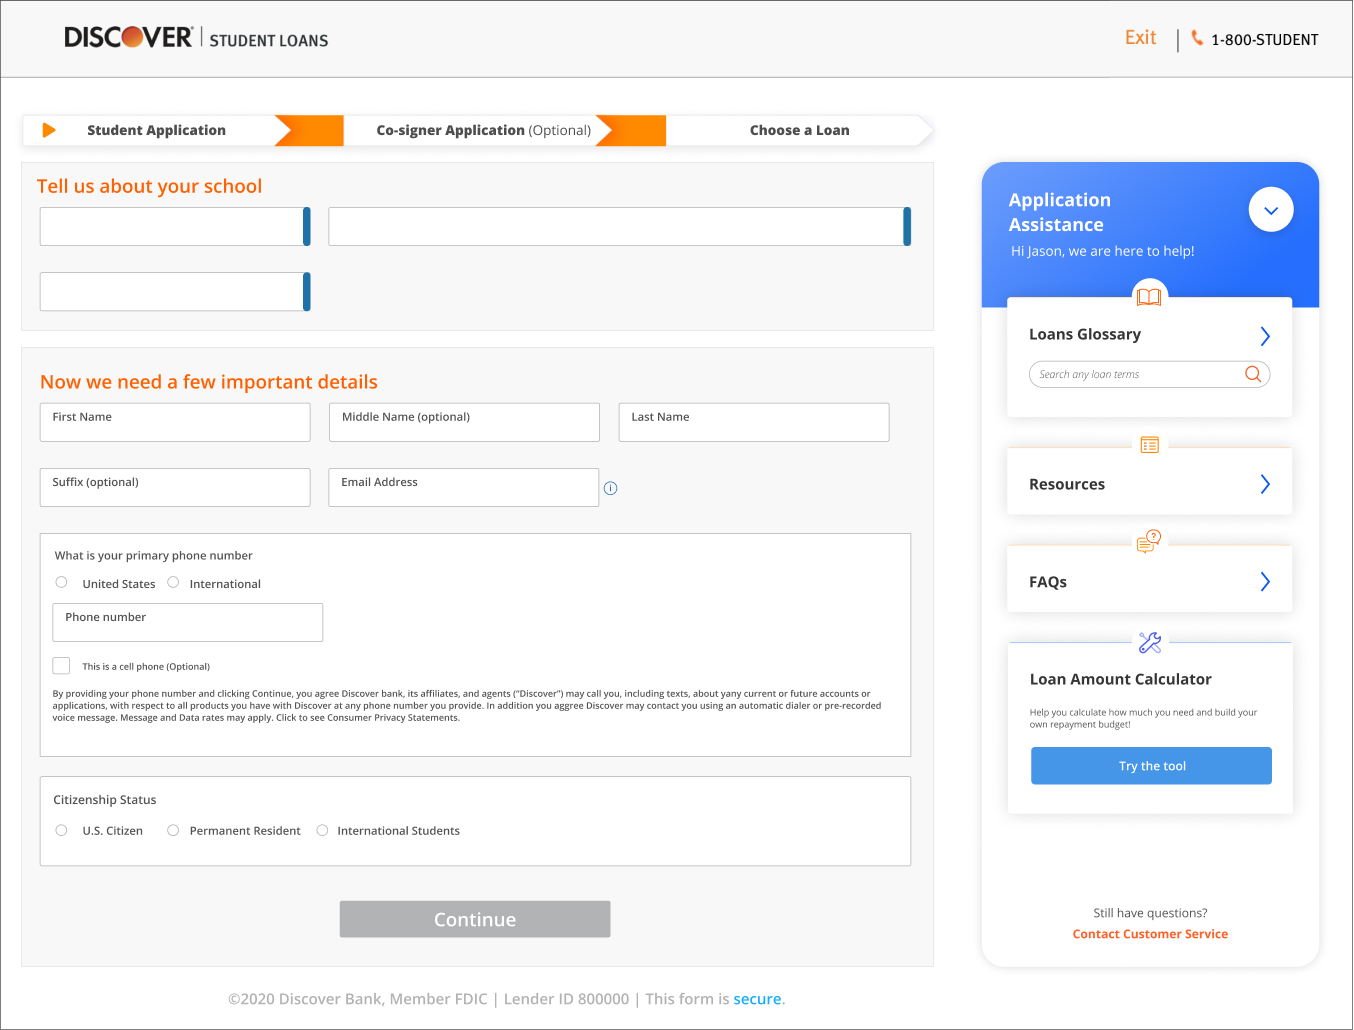 DISCOVER STUDENT LOANS
Exit
1-800-STUDENT
Student Application
Co-signer Application (Optional)
Choose a Loan
Tell us about your school
Now we need a few important details
First Name
Middle Name (optional)
Last Name
Suffix (optional)
Email Address
i
What is your primary phone number
United States
International
Phone number
This is a cell phone (Optional)
By providing your phone number and clicking Continue, you agree Discover bank, its affiliates, and agents (“Discover”) may call you, including texts, about yany current or future accounts or
applications, with respect to all products you have with Discover at any phone number you provide. In addition you aggree Discover may contact you using an automatic dialer or pre-recorded
voice message. Message and Data rates may apply. Click to see Consumer Privacy Statements.
Citizenship Status
U.S. Citizen
Permanent Resident
International Students
Continue
Application
Assistance
Hi Jason, we are here to help!
Loans Glossary
Search any loan terms
Resources
?
FAQs
Loan Amount Calculator
Help you calculate how much you need and build your
own repayment budget!
Try the tool
Still have questions?
Contact Customer Service
©2020 Discover Bank, Member FDIC | Lender ID 800000 | This form is secure.